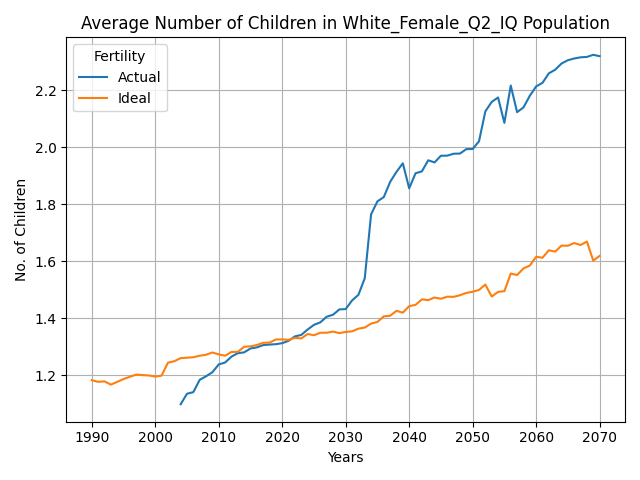 Average Number of Children in White_Female_Q2_IQ Population
Fertility
Actual
Ideal
No. of Children
2.2
2.0
1.8
1.6
1.4
1.2
1990 2000 2010 2020 2030 2040 2050 2060 2070
Years